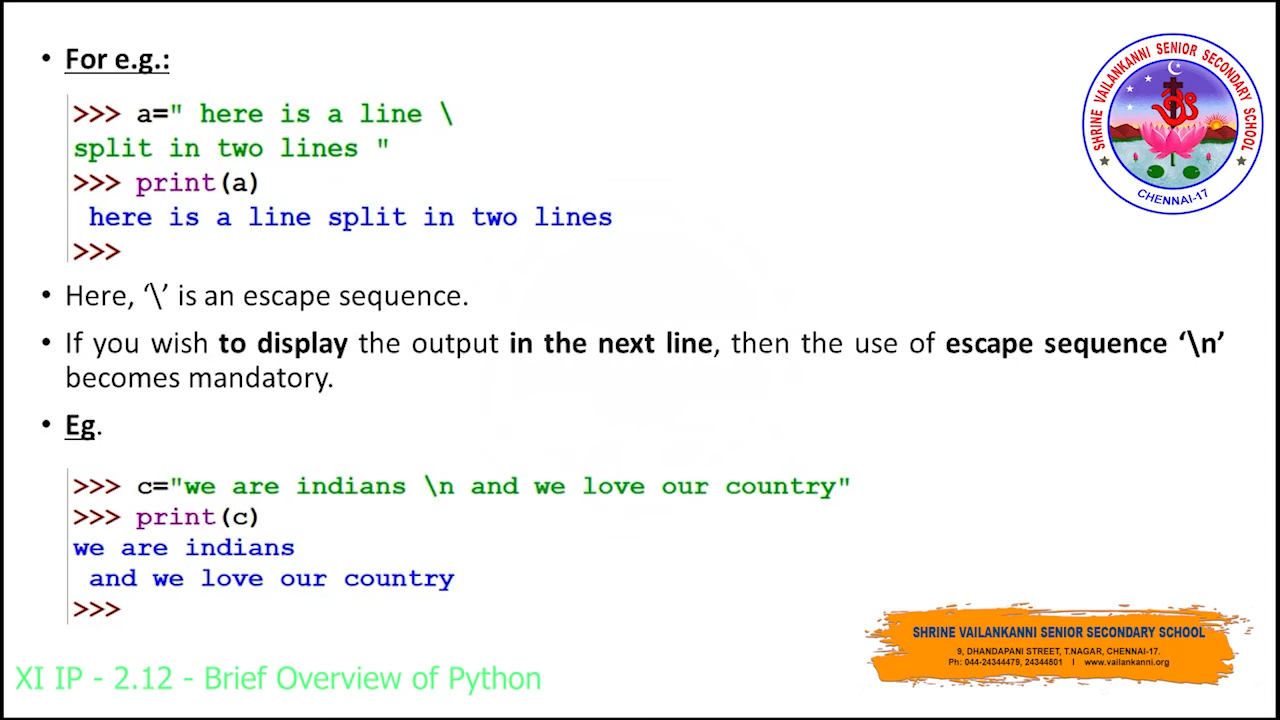 • For e.g.:
>>> a=" here is a line \
split in two lines "
>>> print(a)
 here is a line split in two lines
>>>
• Here, ‘\’ is an escape sequence.
• If you wish to display the output in the next line, then the use of escape sequence ‘\n’
becomes mandatory.
• Eg.
>>> c="we are indians \n and we love our country"
>>> print(c)
we are indians
 and we love our country
>>>
SHRINE VAILANKANNI SENIOR SECONDARY SCHOOL
CHENNAI-17
SHRINE VAILANKANNI SENIOR SECONDARY SCHOOL
9, DHANDAPANI STREET, T.NAGAR, CHENNAI-17.
Ph: 044-24344479, 24344501 I www.vailankanni.org
XI IP - 2.12 - Brief Overview of Python